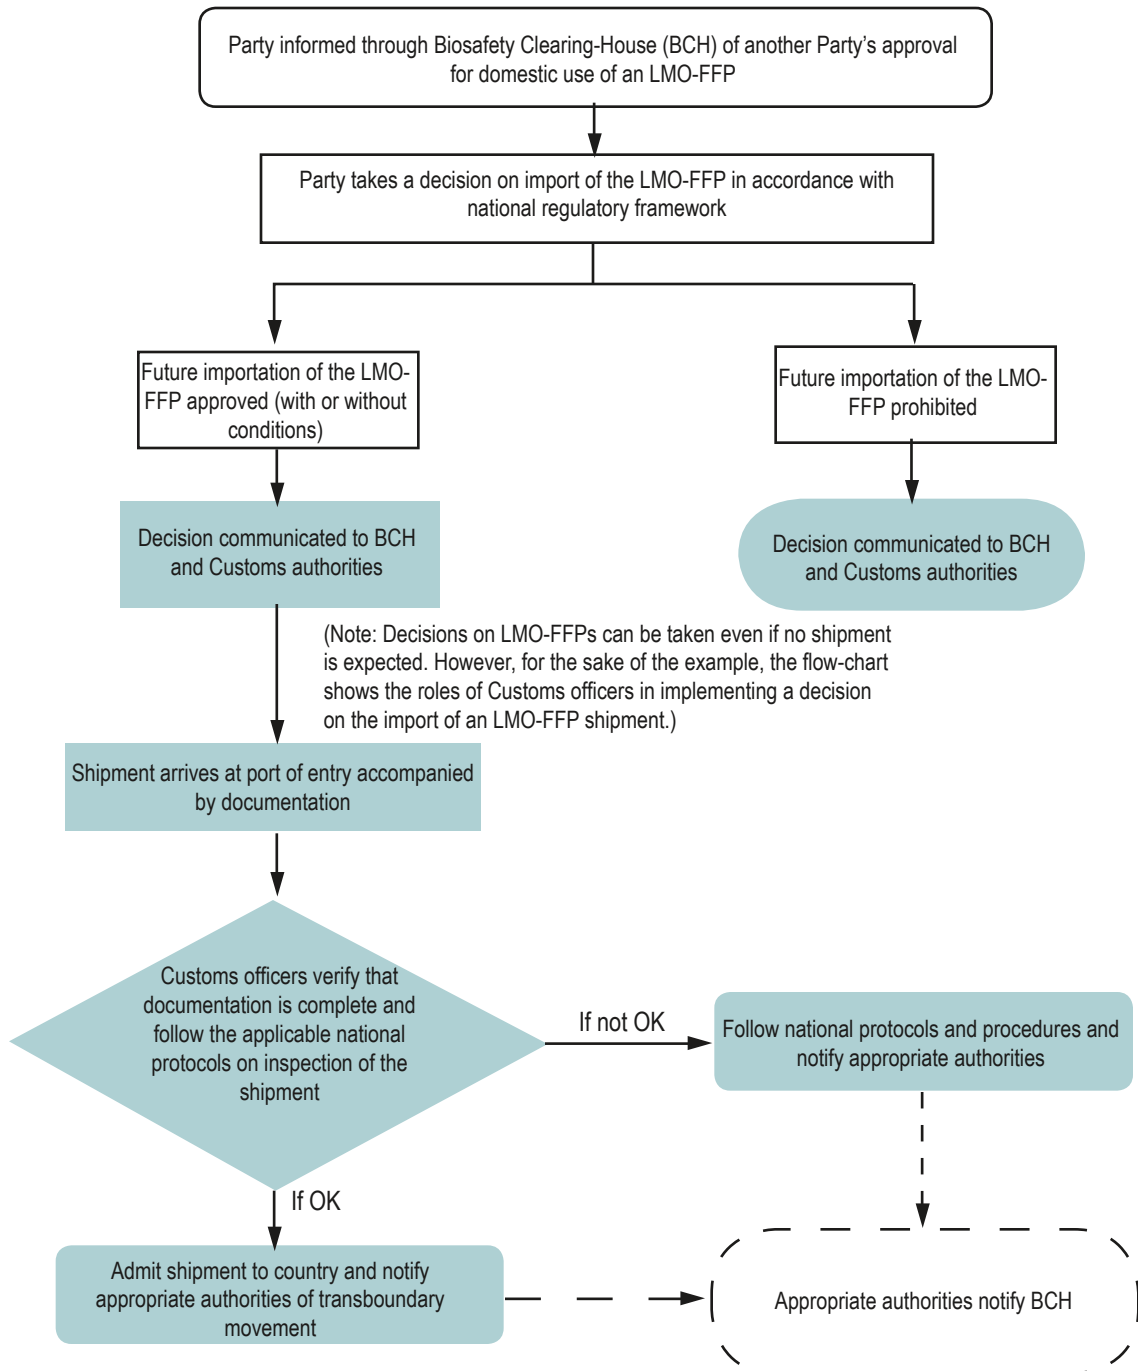 Party informed through Biosafety Clearing-House (BCH) of another Party's approval
for domestic use of an LMO-FFP
Party takes a decision on import of the LMO-FFP in accordance with
national regulatory framework
Future importation of the LMO-
FFP approved (with or without
conditions)
Future importation of the LMO-
FFP prohibited
Decision communicated to BCH
and Customs authorities
Decision communicated to BCH
and Customs authorities
(Note: Decisions on LMO-FFPs can be taken even if no shipment
is expected. However, for the sake of the example, the flow-chart
shows the roles of Customs officers in implementing a decision
on the import of an LMO-FFP shipment.)
Shipment arrives at port of entry accompanied
by documentation
Customs officers verify that
documentation is complete and
follow the applicable national
protocols on inspection of the
shipment
If not OK
Follow national protocols and procedures and
notify appropriate authorities
If OK
Admit shipment to country and notify
appropriate authorities of transboundary
movement
Appropriate authorities notify BCH